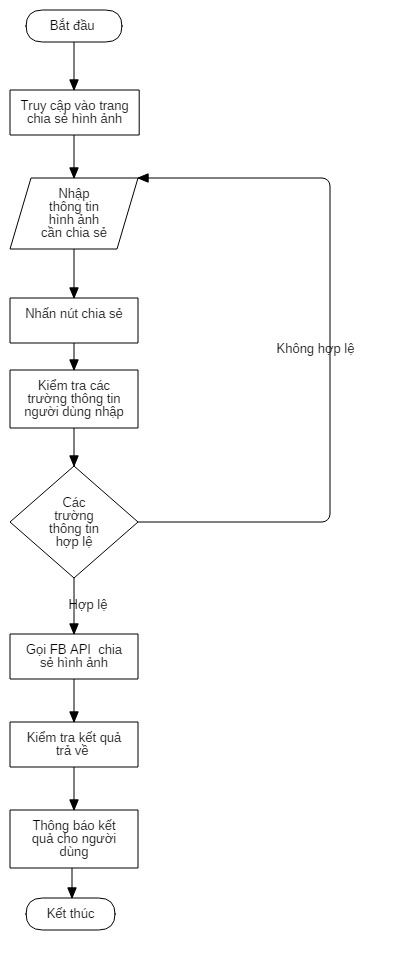 Bắt đầu
Truy cập vào trang
chia sẻ hình ảnh
Nhập
thông tin
hình ảnh
cần chia sẻ
Nhấn nút chia sẻ
Không hợp lệ
Kiểm tra các
trường thông tin
người dùng nhập
Các
trường
thông tin
hợp lệ
Hợp lệ
Gọi FB API  chia
sẻ hình ảnh
Kiểm tra kết quả
trả về
Thông báo kết
quả cho người
dùng
Kết thúc